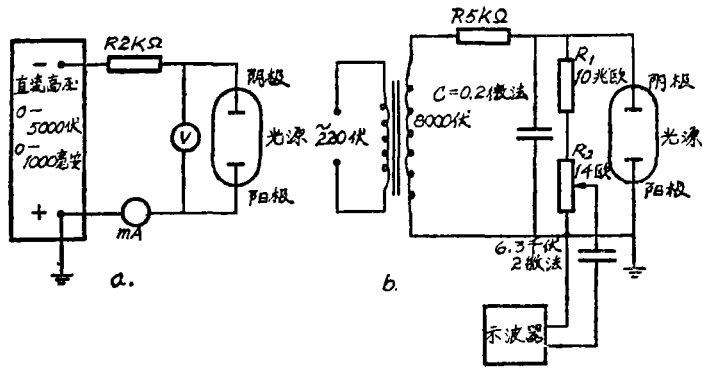 R2KΩ
−
直流高压
0−
5000伏
0−
1000毫安
+
mA
V
阴极
光源
阳极
a.
~
220伏
8000伏
R5KΩ
C=0.2微法
R1
10兆欧
R2
14欧
阴极
光源
阳极
6.3千伏
2微法
示波器
b.